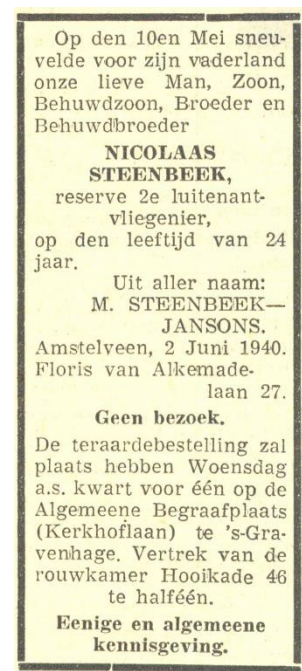 Op den 10en Mei sneu-
velde voor zijn vaderland
onze lieve Man, Zoon,
Behuwdzoon, Broeder en
Behuwdbroeder
NICOLAAS
STEENBEEK,
reserve 2e luitenant-
vliegenier,
op den leeftijd van 24
jaar.
Uit aller naam:
M. STEENBEEK—
JANSONS.
Amstelveen, 2 Juni 1940.
Floris van Alkemade-
laan 27.
Geen bezoek.
De teraardebestelling zal
plaats hebben Woensdag
a.s. kwart voor één op de
Algemeene Begraafplaats
(Kerkhoflaan) te 's-Gra-
venhage. Vertrek van de
rouwkamer Hooikade 46
te halféén.
Eenige en algemeene
kennisgeving.